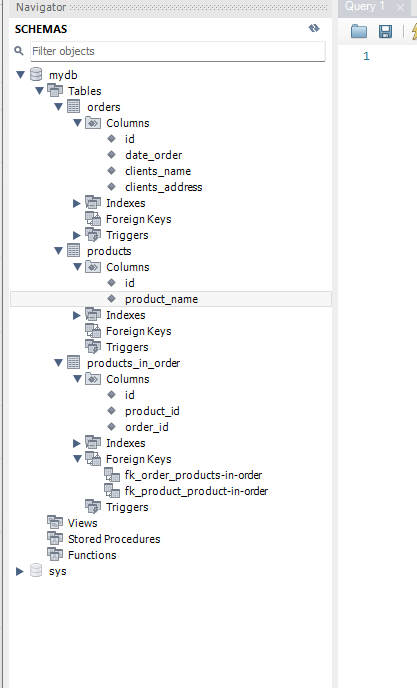 Navigator
Query 1
SCHEMAS
Filter objects
1
mydb
Tables
orders
Columns
id
date_order
clients_name
clients_address
Indexes
Foreign Keys
Triggers
products
Columns
id
product_name
Indexes
Foreign Keys
Triggers
products_in_order
Columns
id
product_id
order_id
Indexes
Foreign Keys
fk_order_products-in-order
fk_product_product-in-order
Triggers
Views
Stored Procedures
Functions
sys